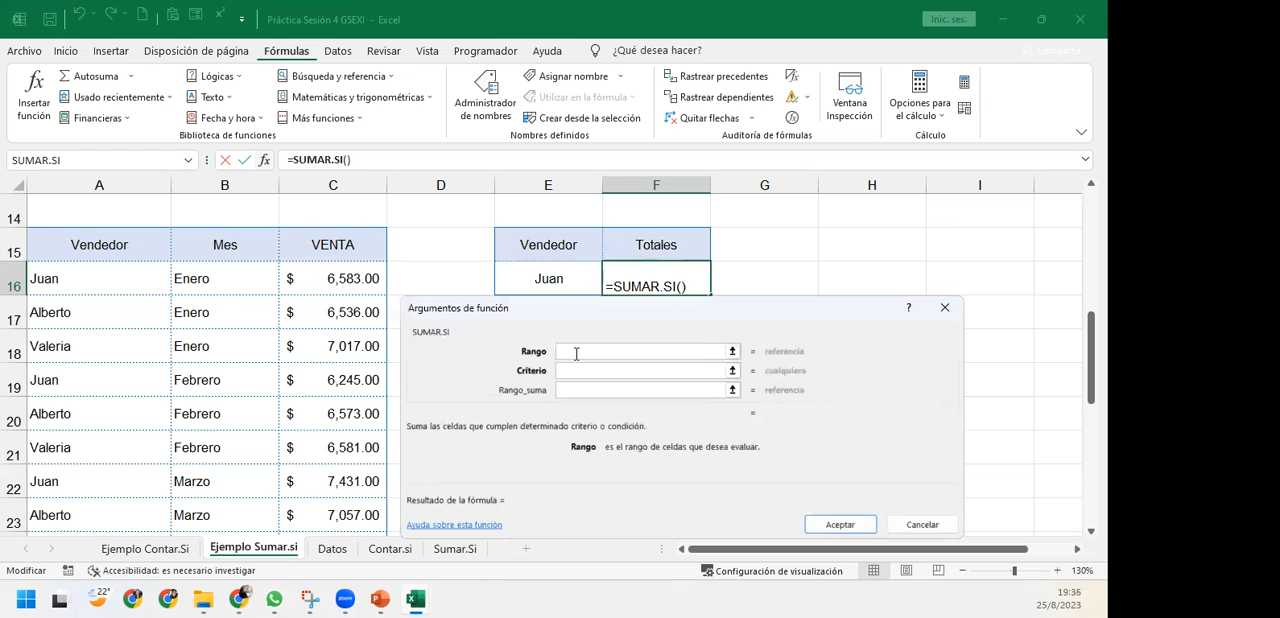 Práctica Sesión 4 G5EXI - Excel
Inic. ses.
Archivo Inicio Insertar Disposición de página Fórmulas Datos Revisar Vista Programador Ayuda ¿Qué desea hacer? Compartir
fx Insertar función
Autosuma
Usado recientemente
Financieras
Lógicas
Texto
Fecha y hora
Búsqueda y referencia
Matemáticas y trigonométricas
Más funciones
Biblioteca de funciones
Administrador de nombres
Asignar nombre
Utilizar en la fórmula
Crear desde la selección
Nombres definidos
Rastrear precedentes
Rastrear dependientes
Quitar flechas
fx
Auditoría de fórmulas
Ventana Inspección
Opciones para el cálculo
Cálculo
SUMAR.SI fx =SUMAR.SI()
A B C D E F G H I
14
15 Vendedor Mes VENTA Vendedor Totales
16 Juan Enero $ 6,583.00 Juan =SUMAR.SI()
17 Alberto Enero $ 6,536.00
18 Valeria Enero $ 7,017.00
19 Juan Febrero $ 6,245.00
20 Alberto Febrero $ 6,573.00
21 Valeria Febrero $ 6,581.00
22 Juan Marzo $ 7,431.00
23 Alberto Marzo $ 7,057.00
Argumentos de función ?
SUMAR.SI
Rango = referencia
Criterio = cualquiera
Rango_suma = referencia
=
Suma las celdas que cumplen determinado criterio o condición.
Rango es el rango de celdas que desea evaluar.
Resultado de la fórmula =
Ayuda sobre esta función Aceptar Cancelar
Ejemplo Contar.Si Ejemplo Sumar.si Datos Contar.si Sumar.Si
Modificar Accesibilidad: es necesario investigar Configuración de visualización 130%
22°
zoom
19:36
25/8/2023